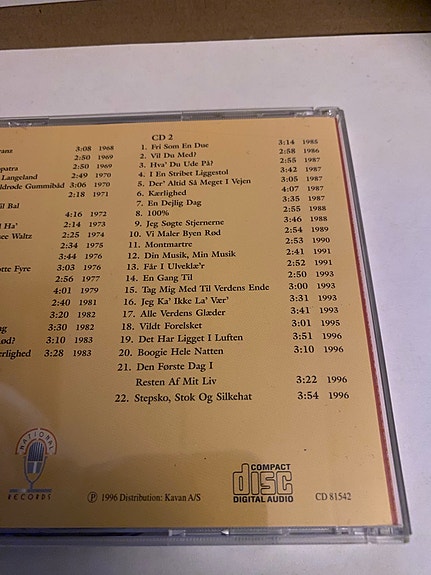 3:08 1968
2:50 1969
2:50 1969
Langeland 2:49 1970
Gummibåd 3:06 1970
2:18 1971
Bal
4:16 1972
Ha' 2:14 1973
Waltz 2:25 1974
2:34 1975
3:44 1976
Fyre 3:03 1976
2:56 1977
4:01 1979
2:40 1981
3:20 1982
3:30 1982
3:10 1983
3:28 1983
CD 2
1. Fri Som En Due 3:14 1985
2. Vil Du Med? 2:58 1986
3. Hva' Du Ude På? 2:55 1987
4. I En Stribet Liggestol 3:42 1987
5. Der' Altid Så Meget I Vejen 3:05 1987
6. Kærlighed 4:07 1987
7. En Dejlig Dag 3:35 1987
8. 100% 2:55 1988
9. Jeg Søgte Stjernerne 3:46 1988
10. Vi Maler Byen Rød 2:54 1989
11. Montmartre 2:53 1990
12. Din Musik, Min Musik 2:41 1991
13. Får I Ulveklæ'r 2:52 1991
14. En Gang Til 2:50 1993
15. Tag Mig Med Til Verdens Ende 3:00 1993
16. Jeg Ka' Ikke La' Vær' 3:31 1993
17. Alle Verdens Glæder 3:41 1993
18. Vildt Forelsket 3:01 1995
19. Det Har Ligget I Luften 3:51 1996
20. Boogie Hele Natten 3:10 1996
21. Den Første Dag I
Resten Af Mit Liv 3:22 1996
22. Stepsko, Stok Og Silkehat 3:54 1996
NATIONAL
RECORDS
Ⓟ 1996 Distribution: Kavan A/S
COMPACT
disc
DIGITAL AUDIO
CD 81542